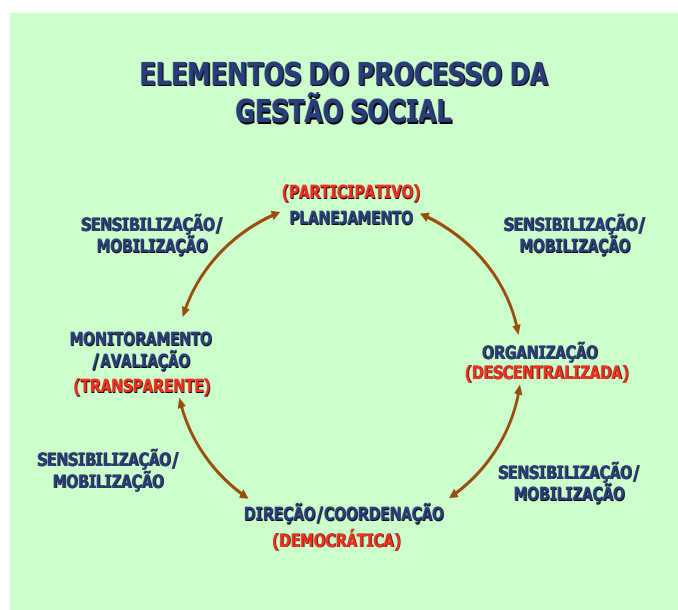 ELEMENTOS DO PROCESSO DA
GESTÃO SOCIAL
(PARTICIPATIVO)
PLANEJAMENTO
SENSIBILIZAÇÃO/
MOBILIZAÇÃO
SENSIBILIZAÇÃO/
MOBILIZAÇÃO
MONITORAMENTO
/AVALIAÇÃO
(TRANSPARENTE)
ORGANIZAÇÃO
(DESCENTRALIZADA)
SENSIBILIZAÇÃO/
MOBILIZAÇÃO
SENSIBILIZAÇÃO/
MOBILIZAÇÃO
DIREÇÃO/COORDENAÇÃO
(DEMOCRÁTICA)